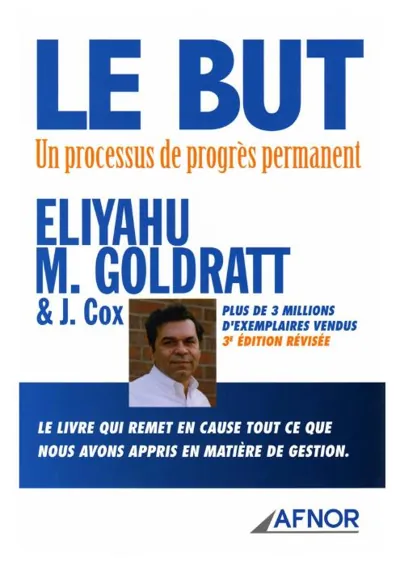 LE BUT
Un processus de progrès permanent
ELIYAHU
M. GOLDRATT
& J. Cox
PLUS DE 3 MILLIONS
D'EXEMPLAIRES VENDUS
3e ÉDITION RÉVISÉE
LE LIVRE QUI REMET EN CAUSE TOUT CE QUE
NOUS AVONS APPRIS EN MATIÈRE DE GESTION.
AFNOR